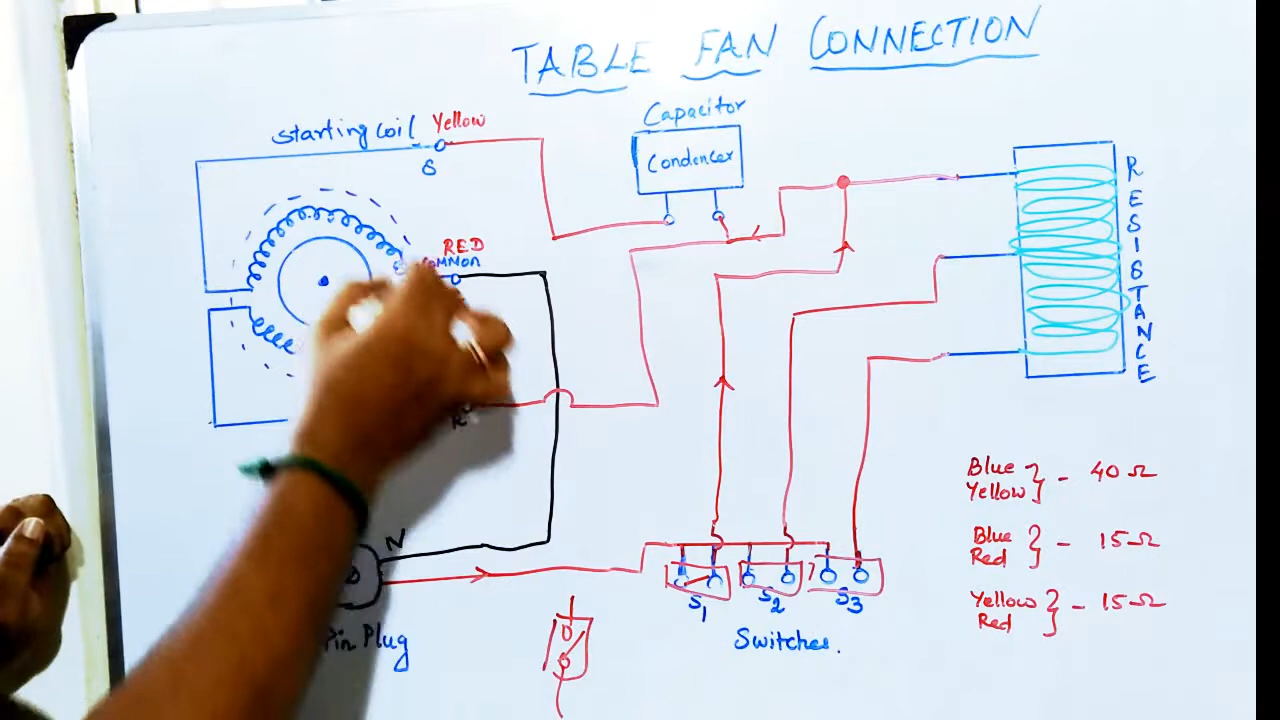 TABLE FAN CONNECTION
Capacitor
Condencer
starting coil Yellow
S
RED
COMMON
R
E
S
I
S
T
A
N
C
E
N
Pin Plug
S1 S2 S3
Switches.
Blue
Yellow } - 40 Ω
Blue
Red } - 15 Ω
Yellow
Red } - 15 Ω